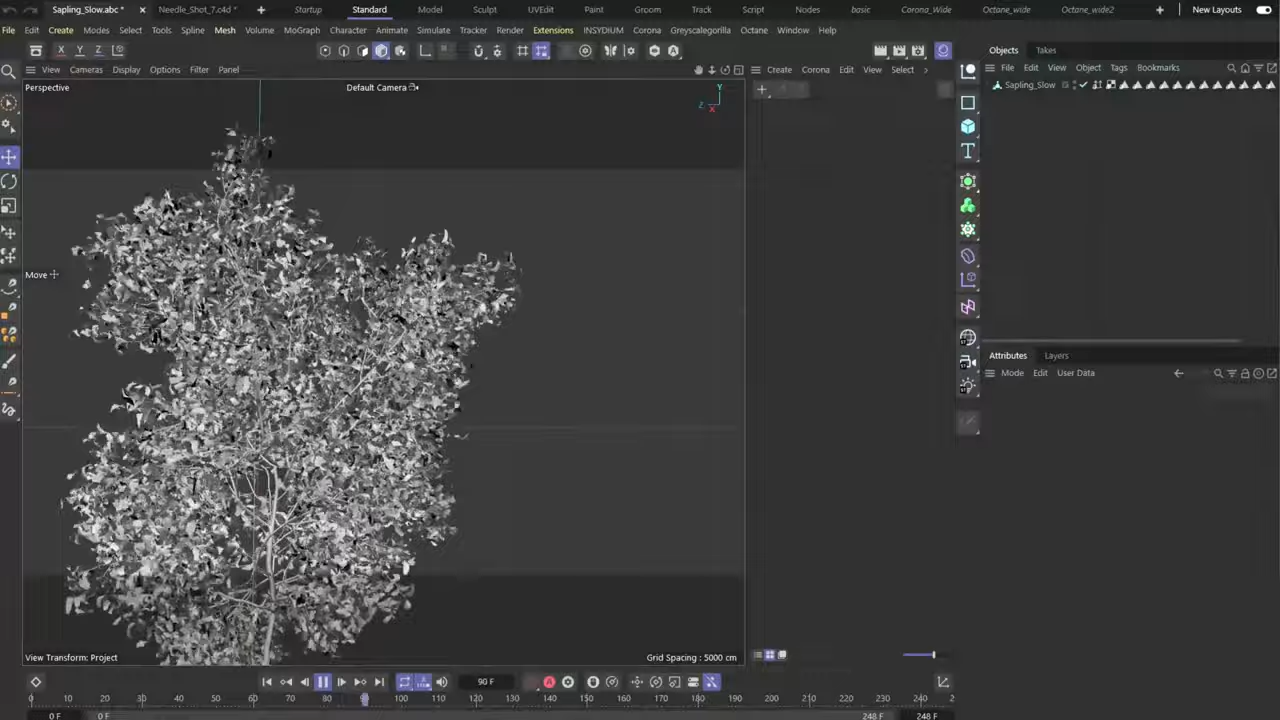 Sapling_Slow.abc * Needle_Shot_7.c4d * Startup Standard Model Sculpt UVEdit Paint Groom Track Script Nodes basic Corona_Wide Octane_wide Octane_wide2 New Layouts
File Edit Create Modes Select Tools Spline Mesh Volume MoGraph Character Animate Simulate Tracker Render Extensions INSYDIUM Corona Greyscalegorilla Octane Window Help
X Y Z
Objects Takes
View Cameras Display Options Filter Panel
Create Corona Edit View Select
File Edit View Object Tags Bookmarks
Perspective Default Camera
Sapling_Slow
Y
Z
X
Move
Attributes Layers
Mode Edit User Data
View Transform: Project Grid Spacing : 5000 cm
90 F
0 10 20 30 40 50 60 70 80 100 110 120 130 140 150 160 170 180 190 200 210 220 230 240 2
0 F 0 F 248 F 248 F